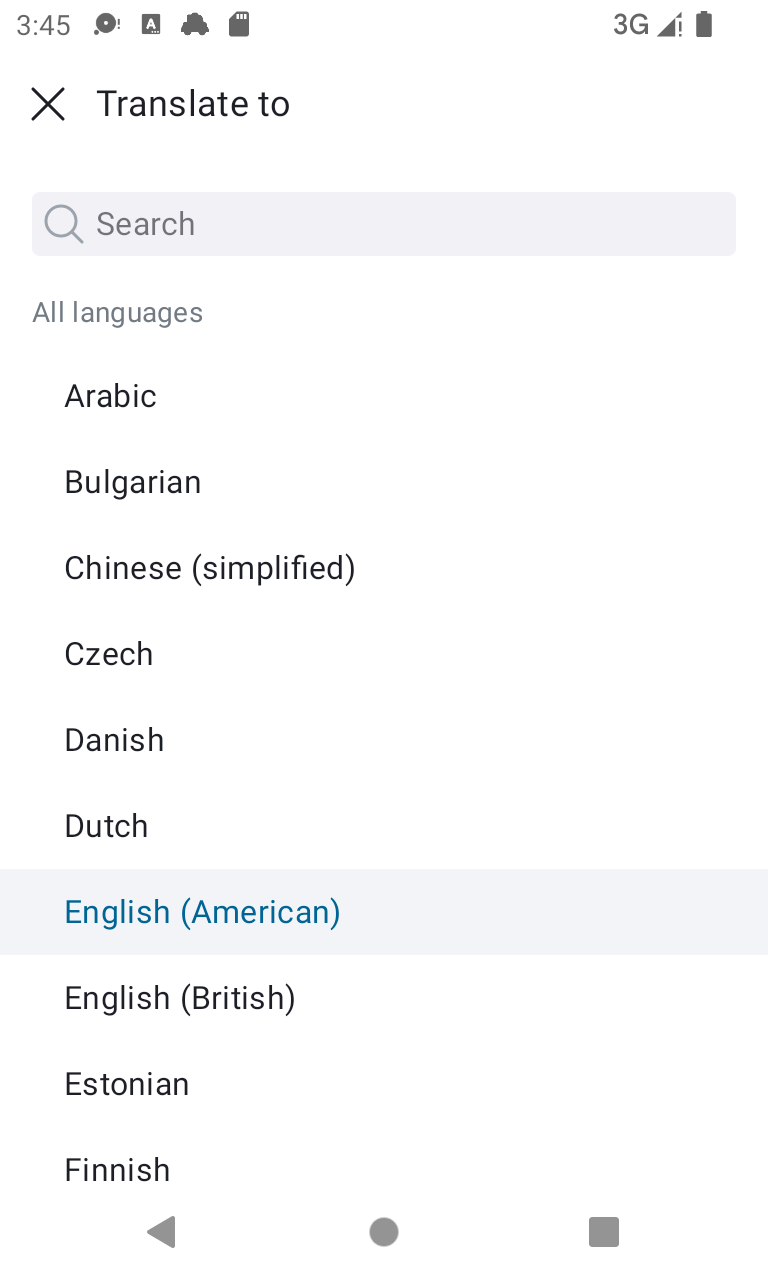 3:45
3G
Translate to
Search
All languages
Arabic
Bulgarian
Chinese (simplified)
Czech
Danish
Dutch
English (American)
English (British)
Estonian
Finnish